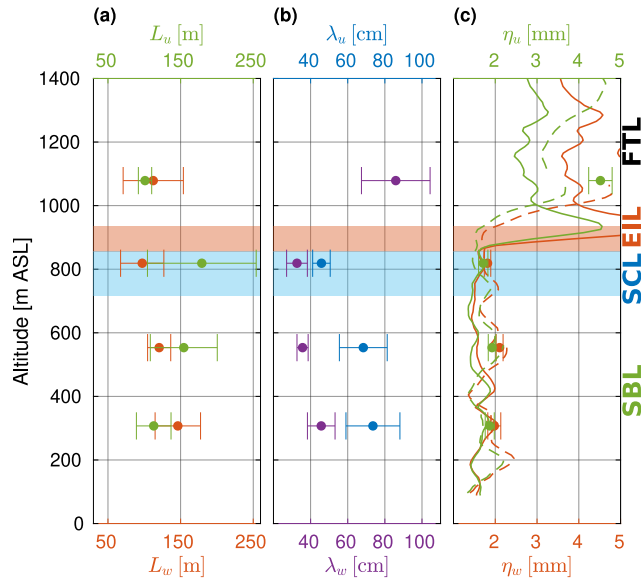 (a) (b) (c)
L_u [m] λ_u [cm] η_u [mm]
50 150 250 40 60 80 100 2 3 4 5
1400
1200
1000
800
600
400
200
0
Altitude [m ASL]
FTL
EIL
SCL
SBL
50 150 250 40 60 80 100 2 3 4 5
L_w [m] λ_w [cm] η_w [mm]